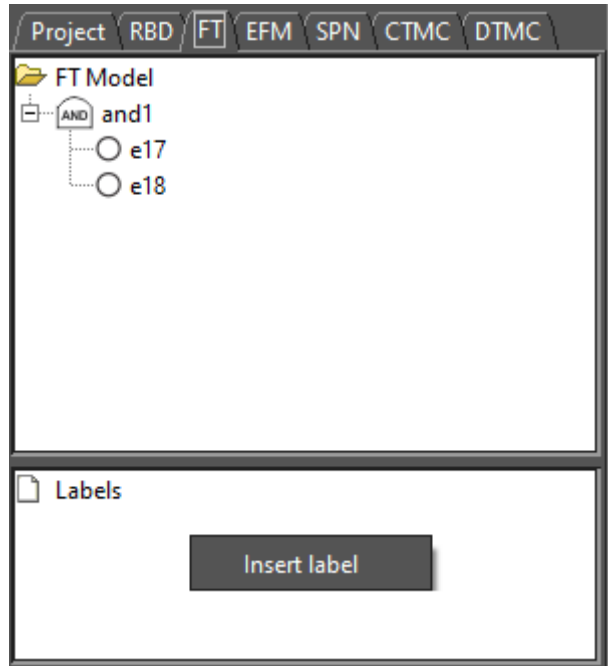 Project RBD FT EFM SPN CTMC DTMC
FT Model
AND and1
e17
e18
Labels
Insert label